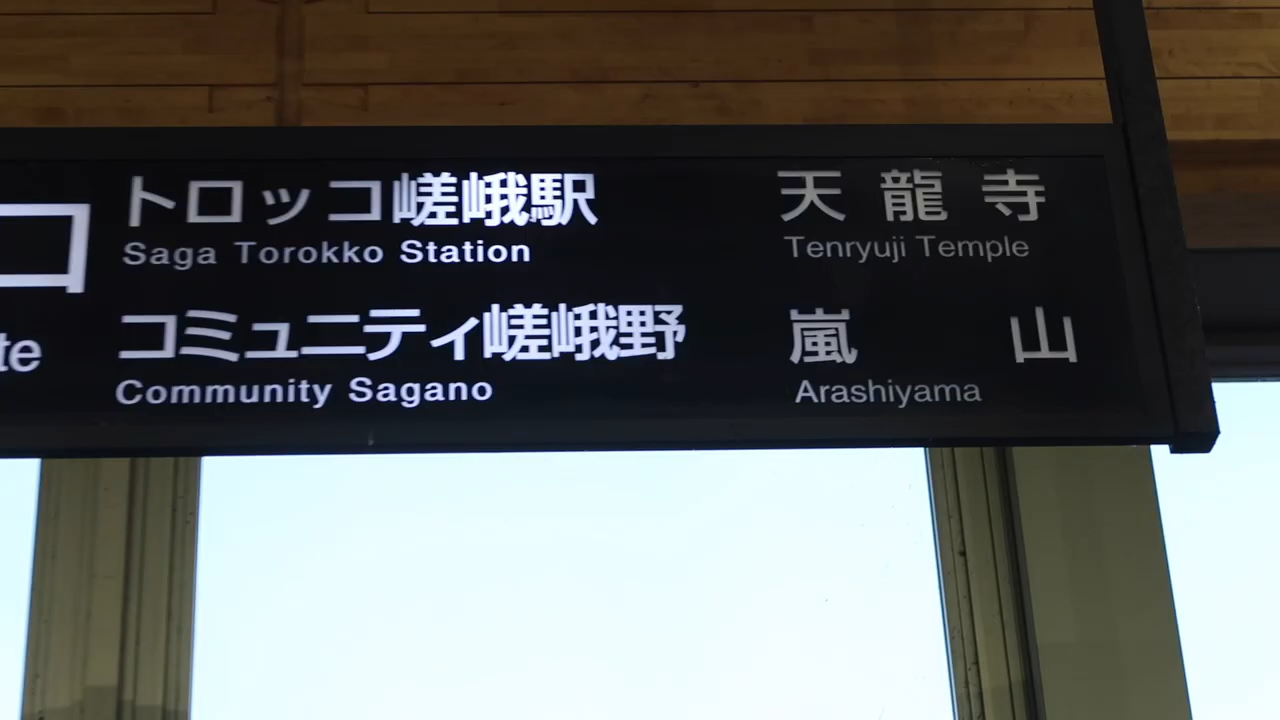 口
トロッコ嵯峨駅
Saga Torokko Station
コミュニティ嵯峨野
Community Sagano
天龍寺
Tenryuji Temple
嵐山
Arashiyama